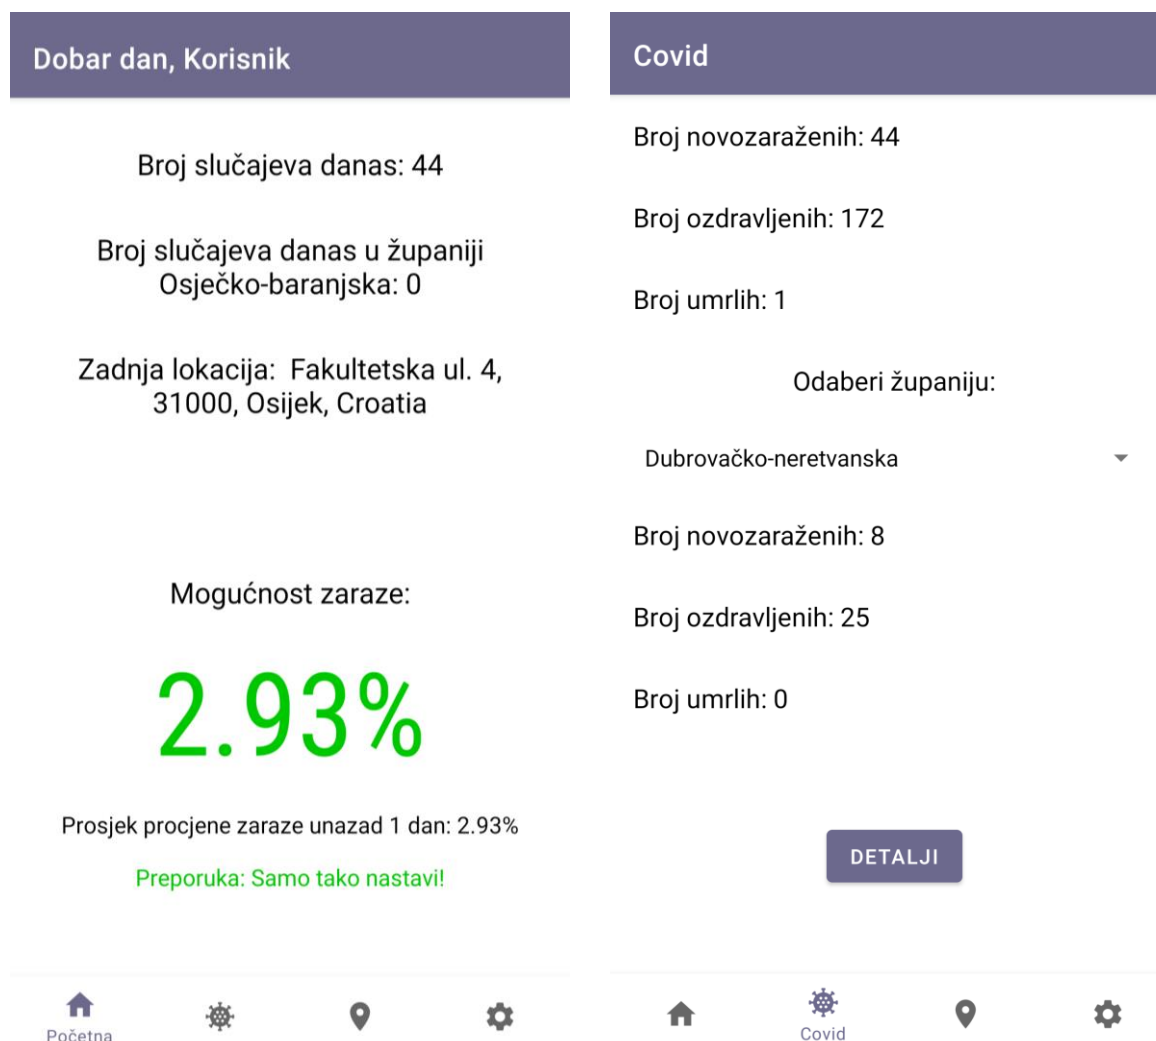 Dobar dan, Korisnik
Broj slučajeva danas: 44
Broj slučajeva danas u županiji
Osječko-baranjska: 0
Zadnja lokacija:  Fakultetska ul. 4,
31000, Osijek, Croatia
Mogućnost zaraze:
2.93%
Prosjek procjene zaraze unazad 1 dan: 2.93%
Preporuka: Samo tako nastavi!
Početna
Covid
Broj novozaraženih: 44
Broj ozdravljenih: 172
Broj umrlih: 1
Odaberi županiju:
Dubrovačko-neretvanska
Broj novozaraženih: 8
Broj ozdravljenih: 25
Broj umrlih: 0
DETALJI
Covid